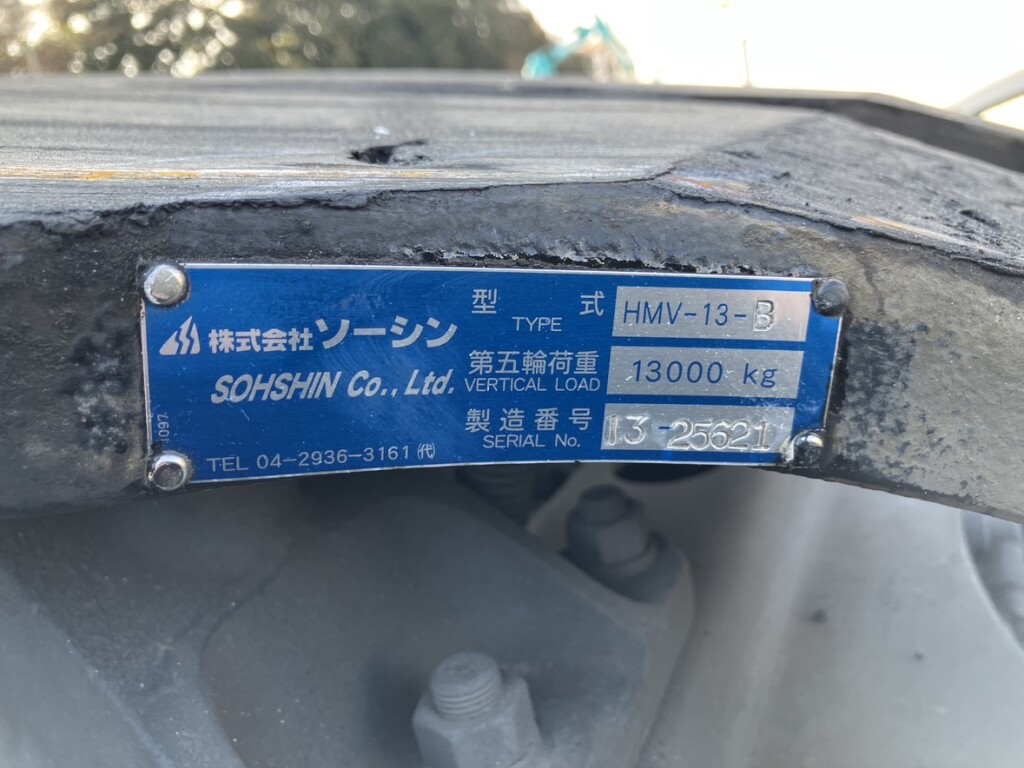 株式会社ソーシン
SOHSHIN Co., Ltd.
TEL 04-2936-3161 ㈹
1097
型 式 HMV-13-B
TYPE
第五輪荷重 13000 kg
VERTICAL LOAD
製造番号 13-25621
SERIAL No.